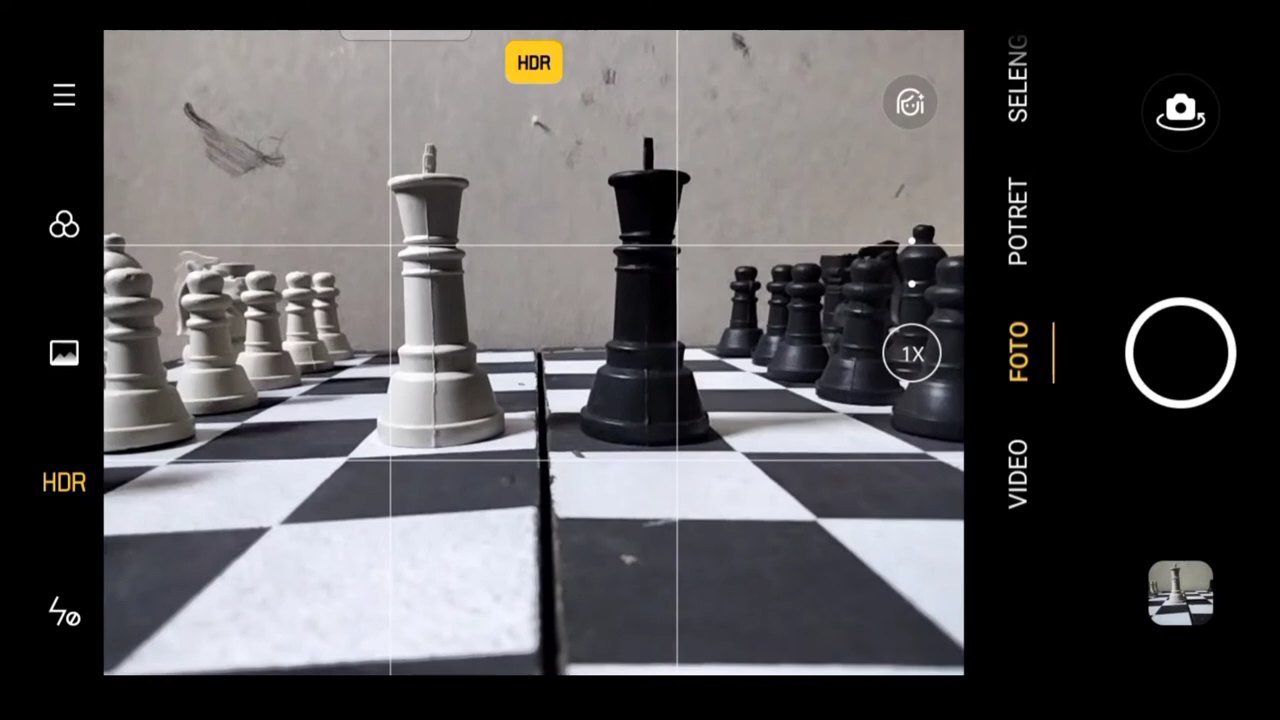 HDR
HDR
1X
SELENG
POTRET
FOTO
VIDEO